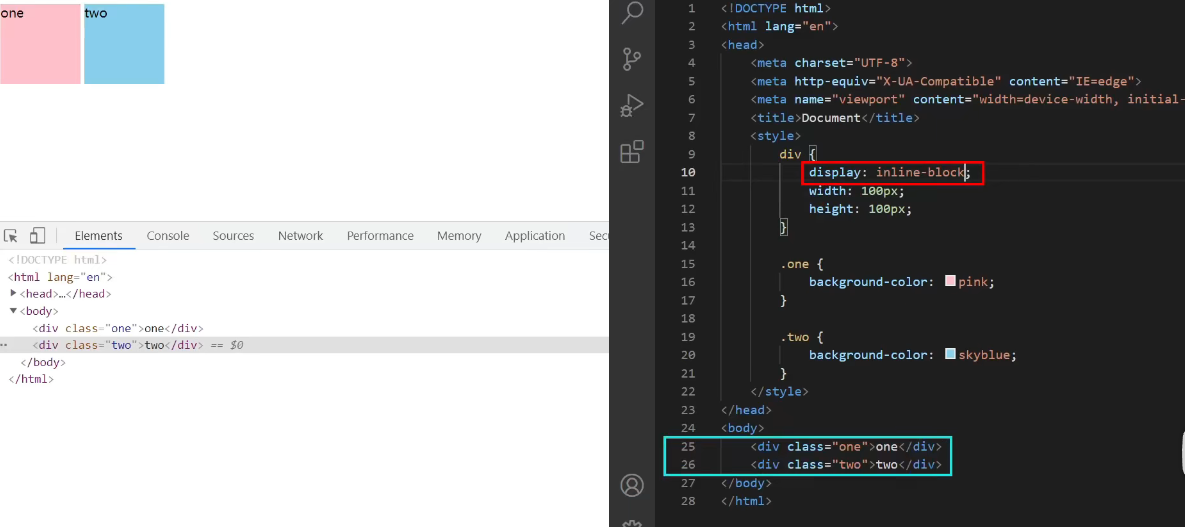 one
two
Elements
Console
Sources
Network
Performance
Memory
Application
<!DOCTYPE html>
<html lang="en">
<head>…</head>
<body>
<div class="one">one</div>
<div class="two">two</div> == $0
</body>
</html>
1 <!DOCTYPE html>
2 <html lang="en">
3 <head>
4 <meta charset="UTF-8">
5 <meta http-equiv="X-UA-Compatible" content="IE=edge">
6 <meta name="viewport" content="width=device-width, initial-
7 <title>Document</title>
8 <style>
9 div {
10 display: inline-block;
11 width: 100px;
12 height: 100px;
13 }
14
15 .one {
16 background-color: pink;
17 }
18
19 .two {
20 background-color: skyblue;
21 }
22 </style>
23 </head>
24 <body>
25 <div class="one">one</div>
26 <div class="two">two</div>
27 </body>
28 </html>